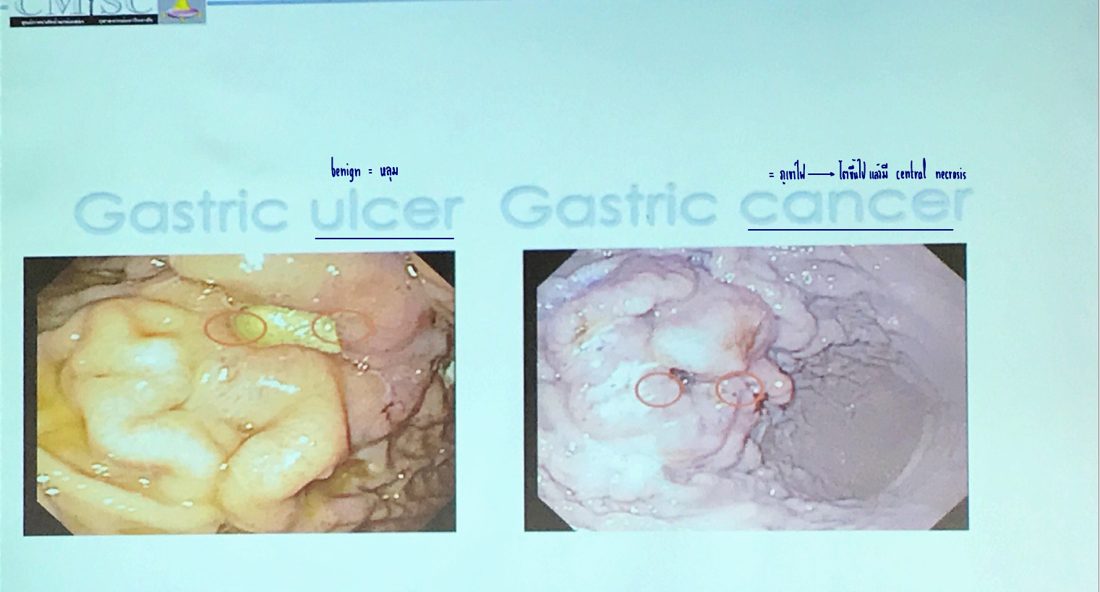 CMISC
benign = หลุม
= ภูเขาไฟ → โตขึ้นไป แล้วมี central necrosis
Gastric ulcer
Gastric cancer